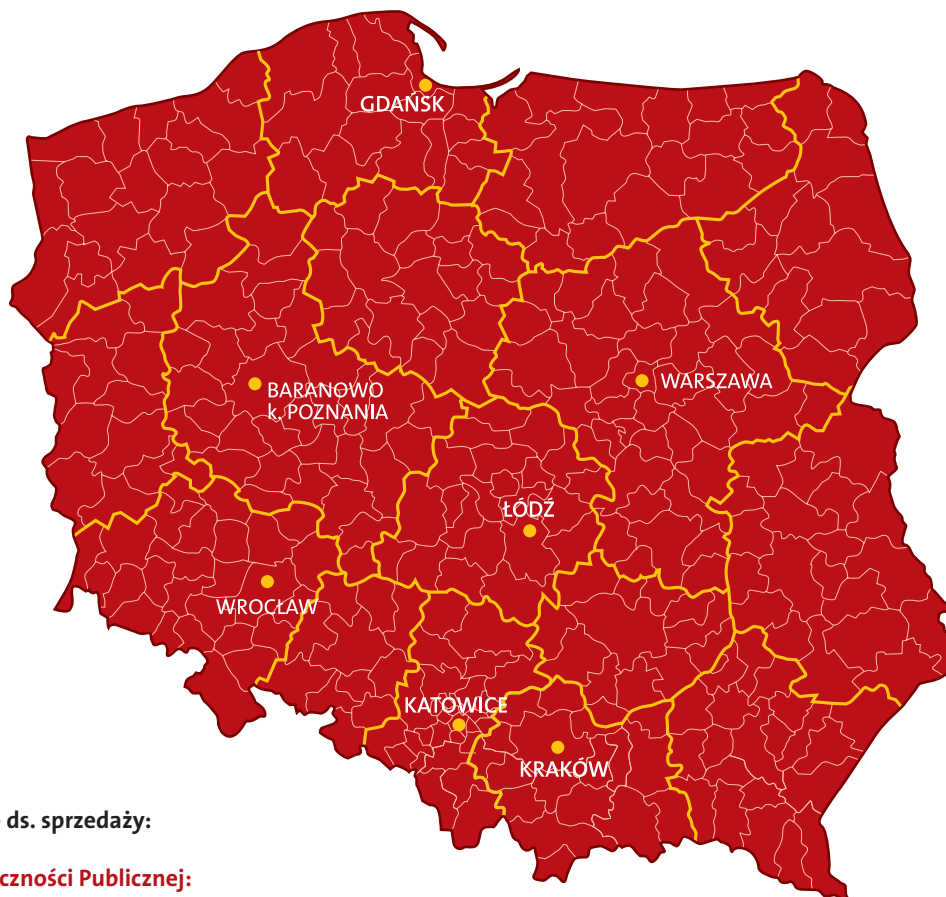 GDAŃSK
BARANOWO
k. POZNANIA
WARSZAWA
ŁÓDŹ
WROCŁAW
KATOWICE
KRAKÓW
ds. sprzedaży:
czności Publicznej: